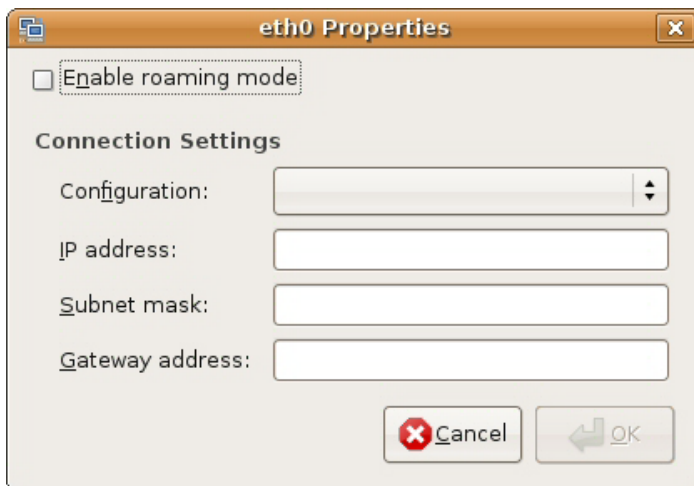 eth0 Properties
Enable roaming mode
Connection Settings
Configuration:
IP address:
Subnet mask:
Gateway address:
Cancel OK